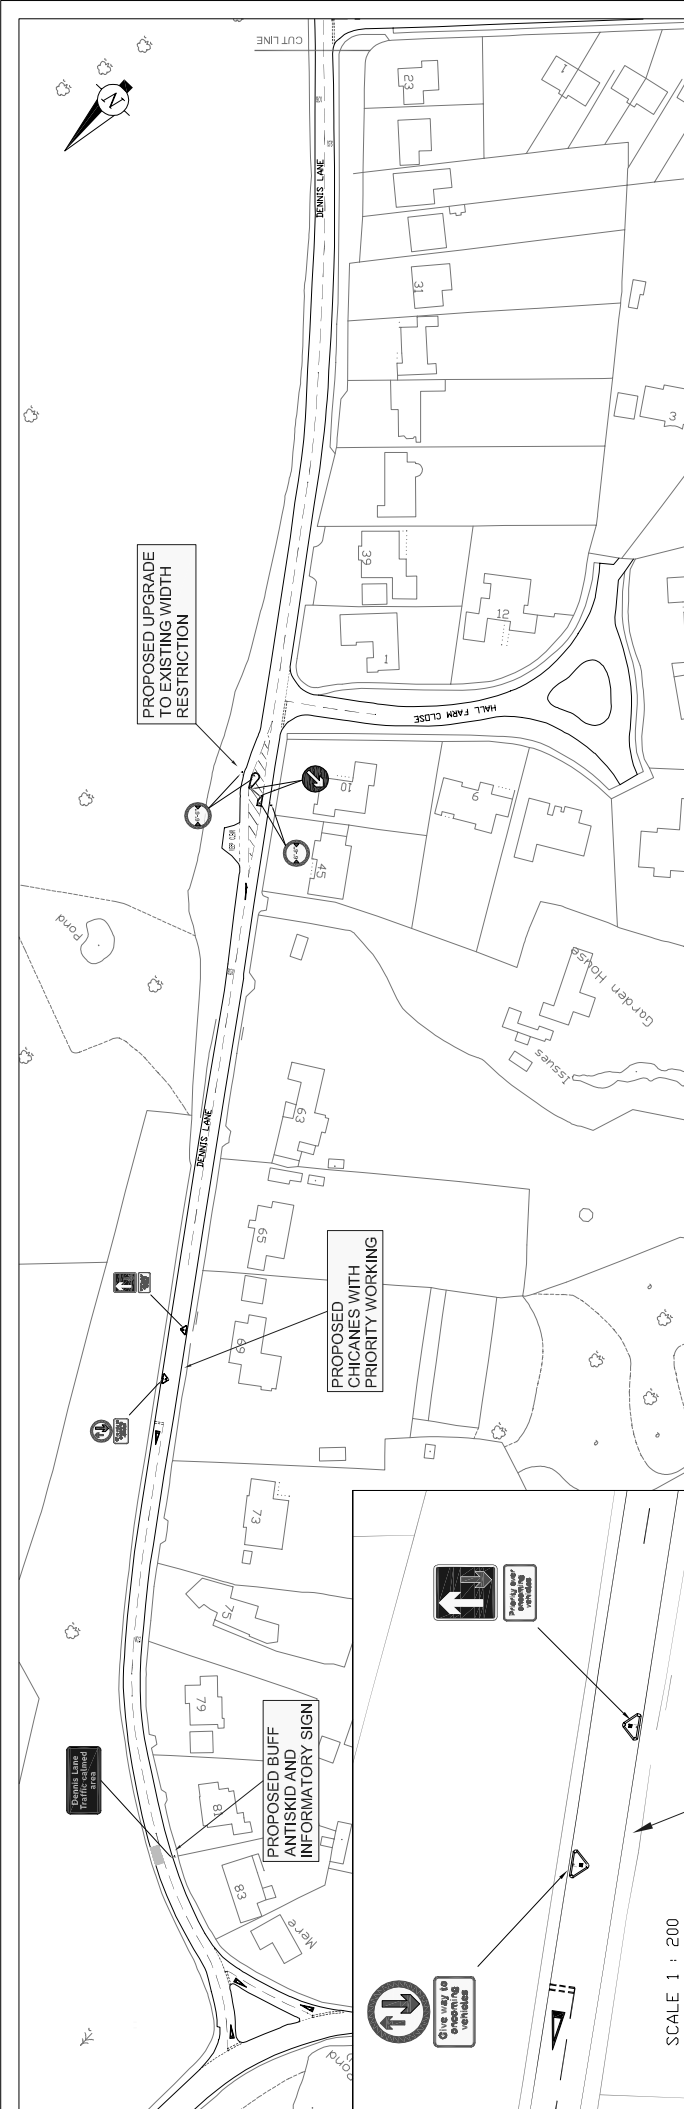 CUT LINE
N
DENNIS LANE
23
1
31
3
39
12
1
HALL FARM CLOSE
PROPOSED UPGRADE
TO EXISTING WIDTH
RESTRICTION
10
9
45
Pond
Garden House
Issues
63
DENNIS LANE
65
69
PROPOSED
CHICANES WITH
PRIORITY WORKING
73
75
79
81
83
Mere
Dennis Lane
Traffic calmed
area
PROPOSED BUFF
ANTISKID AND
INFORMATORY SIGN
Priority over
oncoming
vehicles
Give way to
oncoming
vehicles
SCALE 1 : 200
Pond